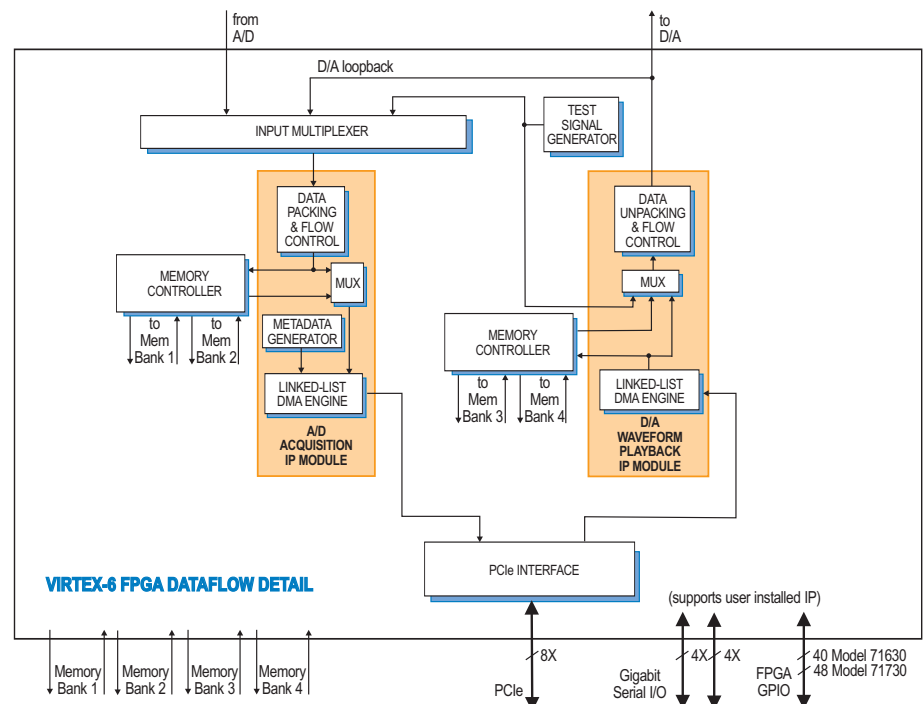 from
A/D
to
D/A
D/A loopback
INPUT MULTIPLEXER
TEST
SIGNAL
GENERATOR
DATA
PACKING
& FLOW
CONTROL
DATA
UNPACKING
& FLOW
CONTROL
MEMORY
CONTROLLER
MUX
MUX
to
Mem
Bank 1
to
Mem
Bank 2
METADATA
GENERATOR
MEMORY
CONTROLLER
to
Mem
Bank 3
to
Mem
Bank 4
LINKED-LIST
DMA ENGINE
LINKED-LIST
DMA ENGINE
A/D
ACQUISITION
IP MODULE
D/A
WAVEFORM
PLAYBACK
IP MODULE
PCIe INTERFACE
VIRTEX-6 FPGA DATAFLOW DETAIL
(supports user installed IP)
Memory
Bank 1
Memory
Bank 2
Memory
Bank 3
Memory
Bank 4
8X
PCIe
4X
4X
Gigabit
Serial I/O
FPGA
GPIO
40 Model 71630
48 Model 71730